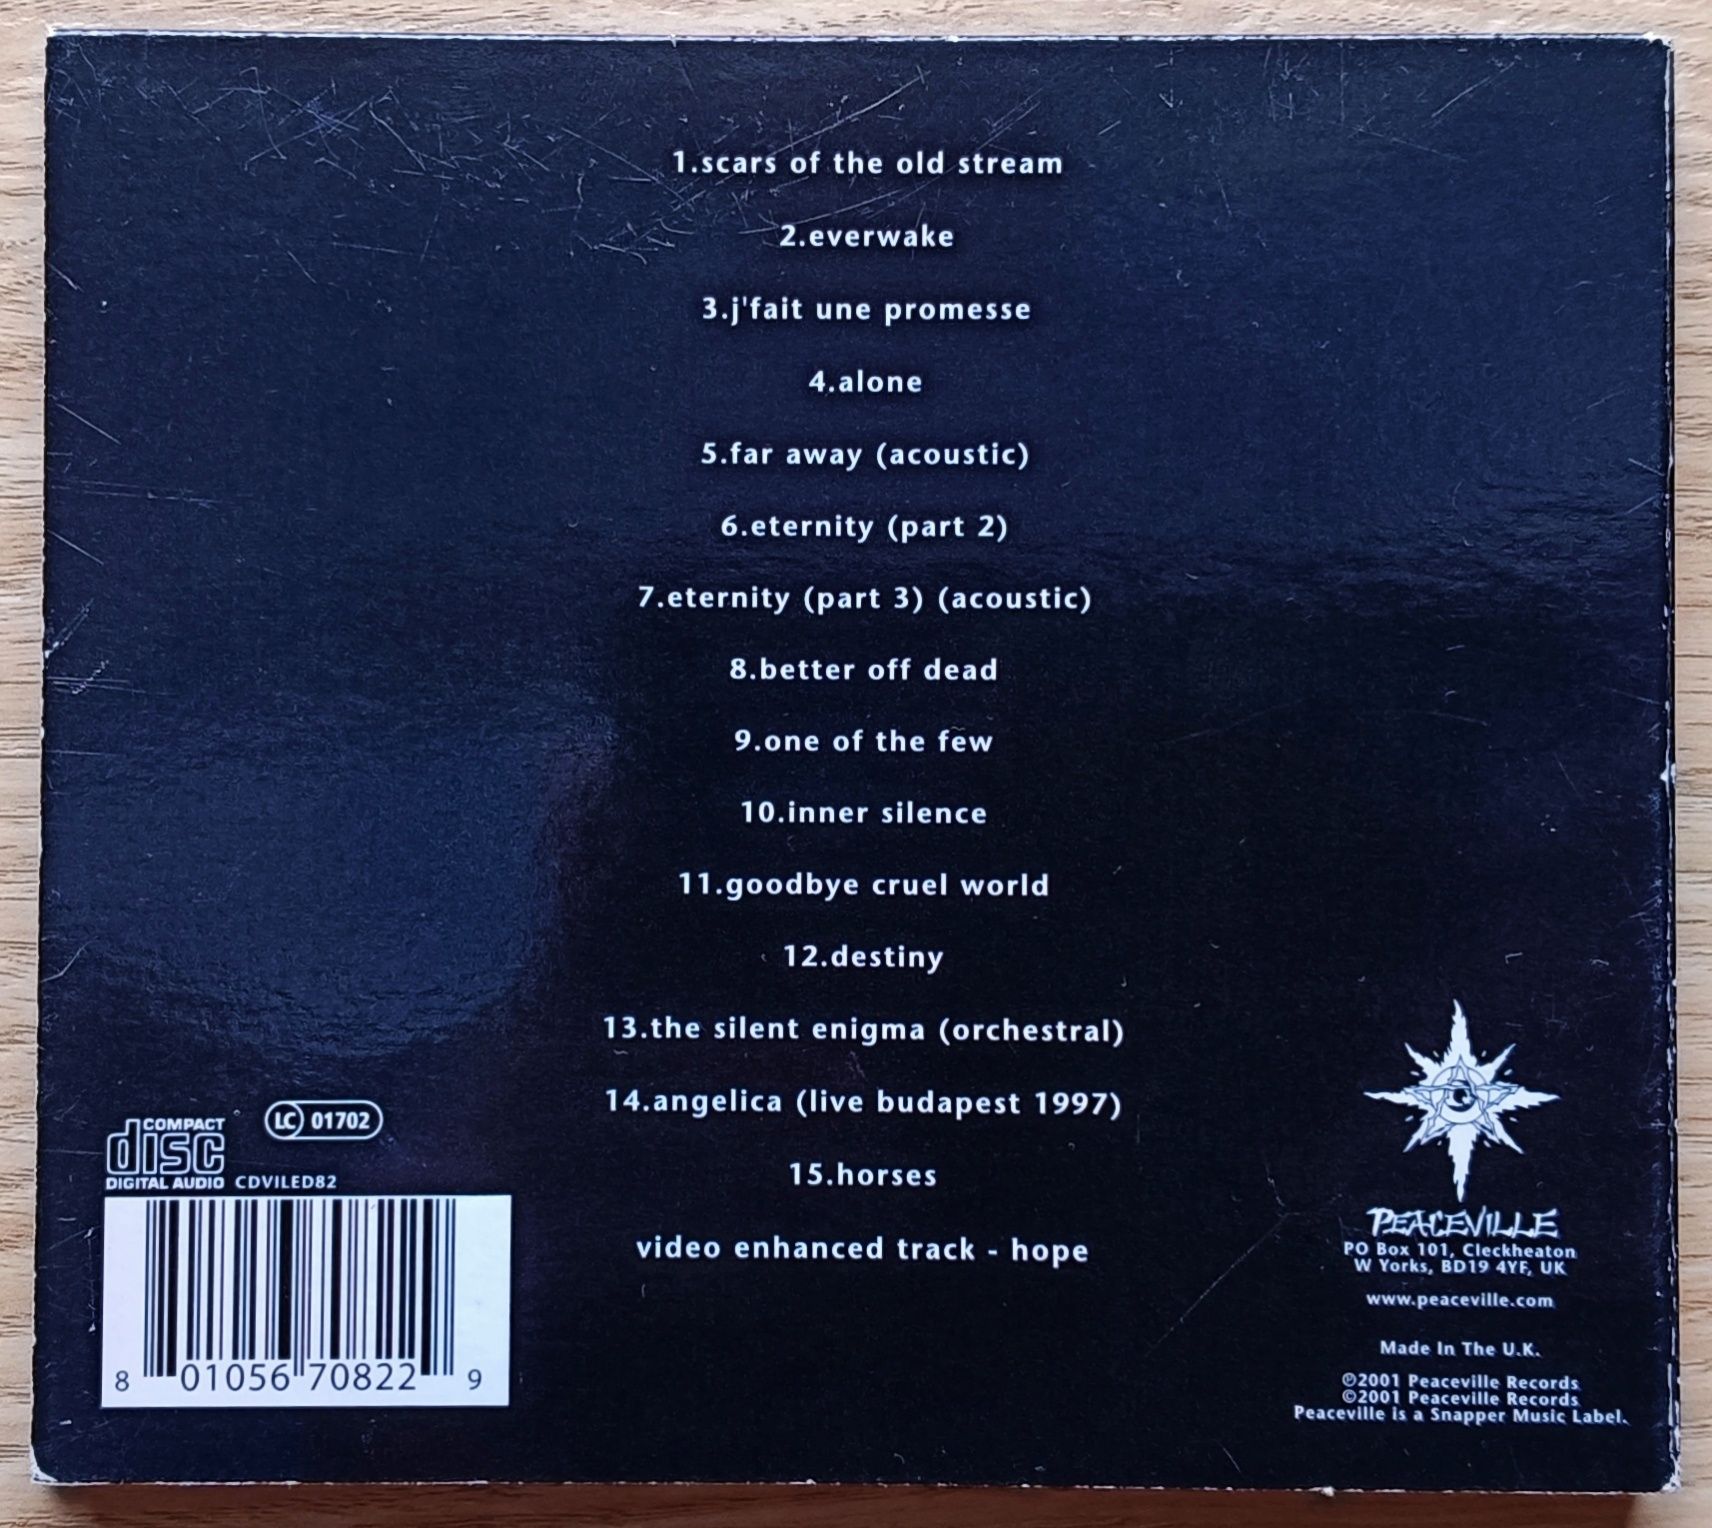 1.scars of the old stream
2.everwake
3.j'fait une promesse
4.alone
5.far away (acoustic)
6.eternity (part 2)
7.eternity (part 3) (acoustic)
8.better off dead
9.one of the few
10.inner silence
11.goodbye cruel world
12.destiny
13.the silent enigma (orchestral)
14.angelica (live budapest 1997)
15.horses
video enhanced track - hope
COMPACT
disc
DIGITAL AUDIO
LC 01702
CDVILED82
8 01056 70822 9
PEACEVILLE
PO Box 101, Cleckheaton
W Yorks, BD19 4YF, UK
www.peaceville.com
Made In The U.K.
℗2001 Peaceville Records
©2001 Peaceville Records
Peaceville is a Snapper Music Label.